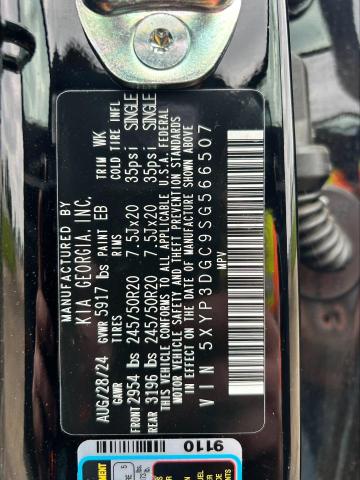 MANUFACTURED BY
KIA GEORGIA, INC.
AUG/28/24 GVWR 5917 lbs PAINT EB TRIM WK
GAWR TIRES RIMS COLD TIRE INFL
FRONT 2954 lbs 245/50R20 7.5Jx20 35psi SINGLE
REAR 3196 lbs 245/50R20 7.5Jx20 35psi SINGLE
THIS VEHICLE CONFORMS TO ALL APPLICABLE U.S.A. FEDERAL
MOTOR VEHICLE SAFETY AND THEFT PREVENTION STANDARDS
IN EFFECT ON THE DATE OF MANUFACTURE SHOWN ABOVE
VIN 5XYP3DGC9SG566507
MPV
9110